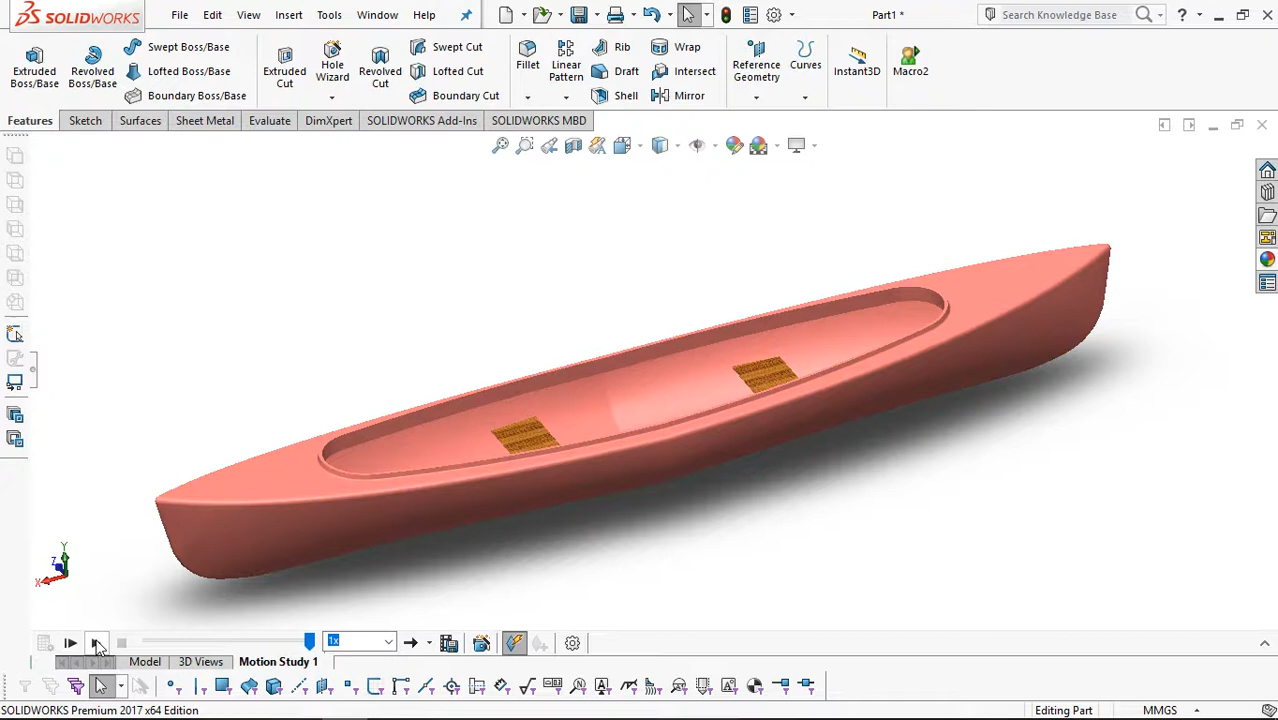 SOLIDWORKS File Edit View Insert Tools Window Help Part1 * Search Knowledge Base ?
Extruded Boss/Base Revolved Boss/Base Swept Boss/Base Lofted Boss/Base Boundary Boss/Base Extruded Cut Hole Wizard Revolved Cut Swept Cut Lofted Cut Boundary Cut Fillet Linear Pattern Rib Draft Shell Wrap Intersect Mirror Reference Geometry Curves Instant3D Macro2
Features Sketch Surfaces Sheet Metal Evaluate DimXpert SOLIDWORKS Add-Ins SOLIDWORKS MBD
Y
Z
X
1x
Model 3D Views Motion Study 1
SOLIDWORKS Premium 2017 x64 Edition Editing Part MMGS